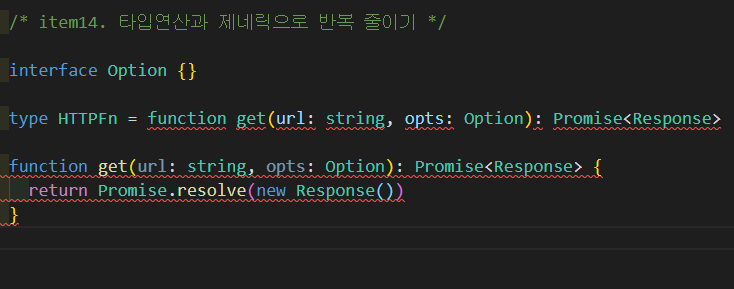 /* item14. 타입연산과 제네릭으로 반복 줄이기 */
interface Option {}
type HTTPFn = function get(url: string, opts: Option): Promise<Response>
function get(url: string, opts: Option): Promise<Response> {
return Promise.resolve(new Response())
}